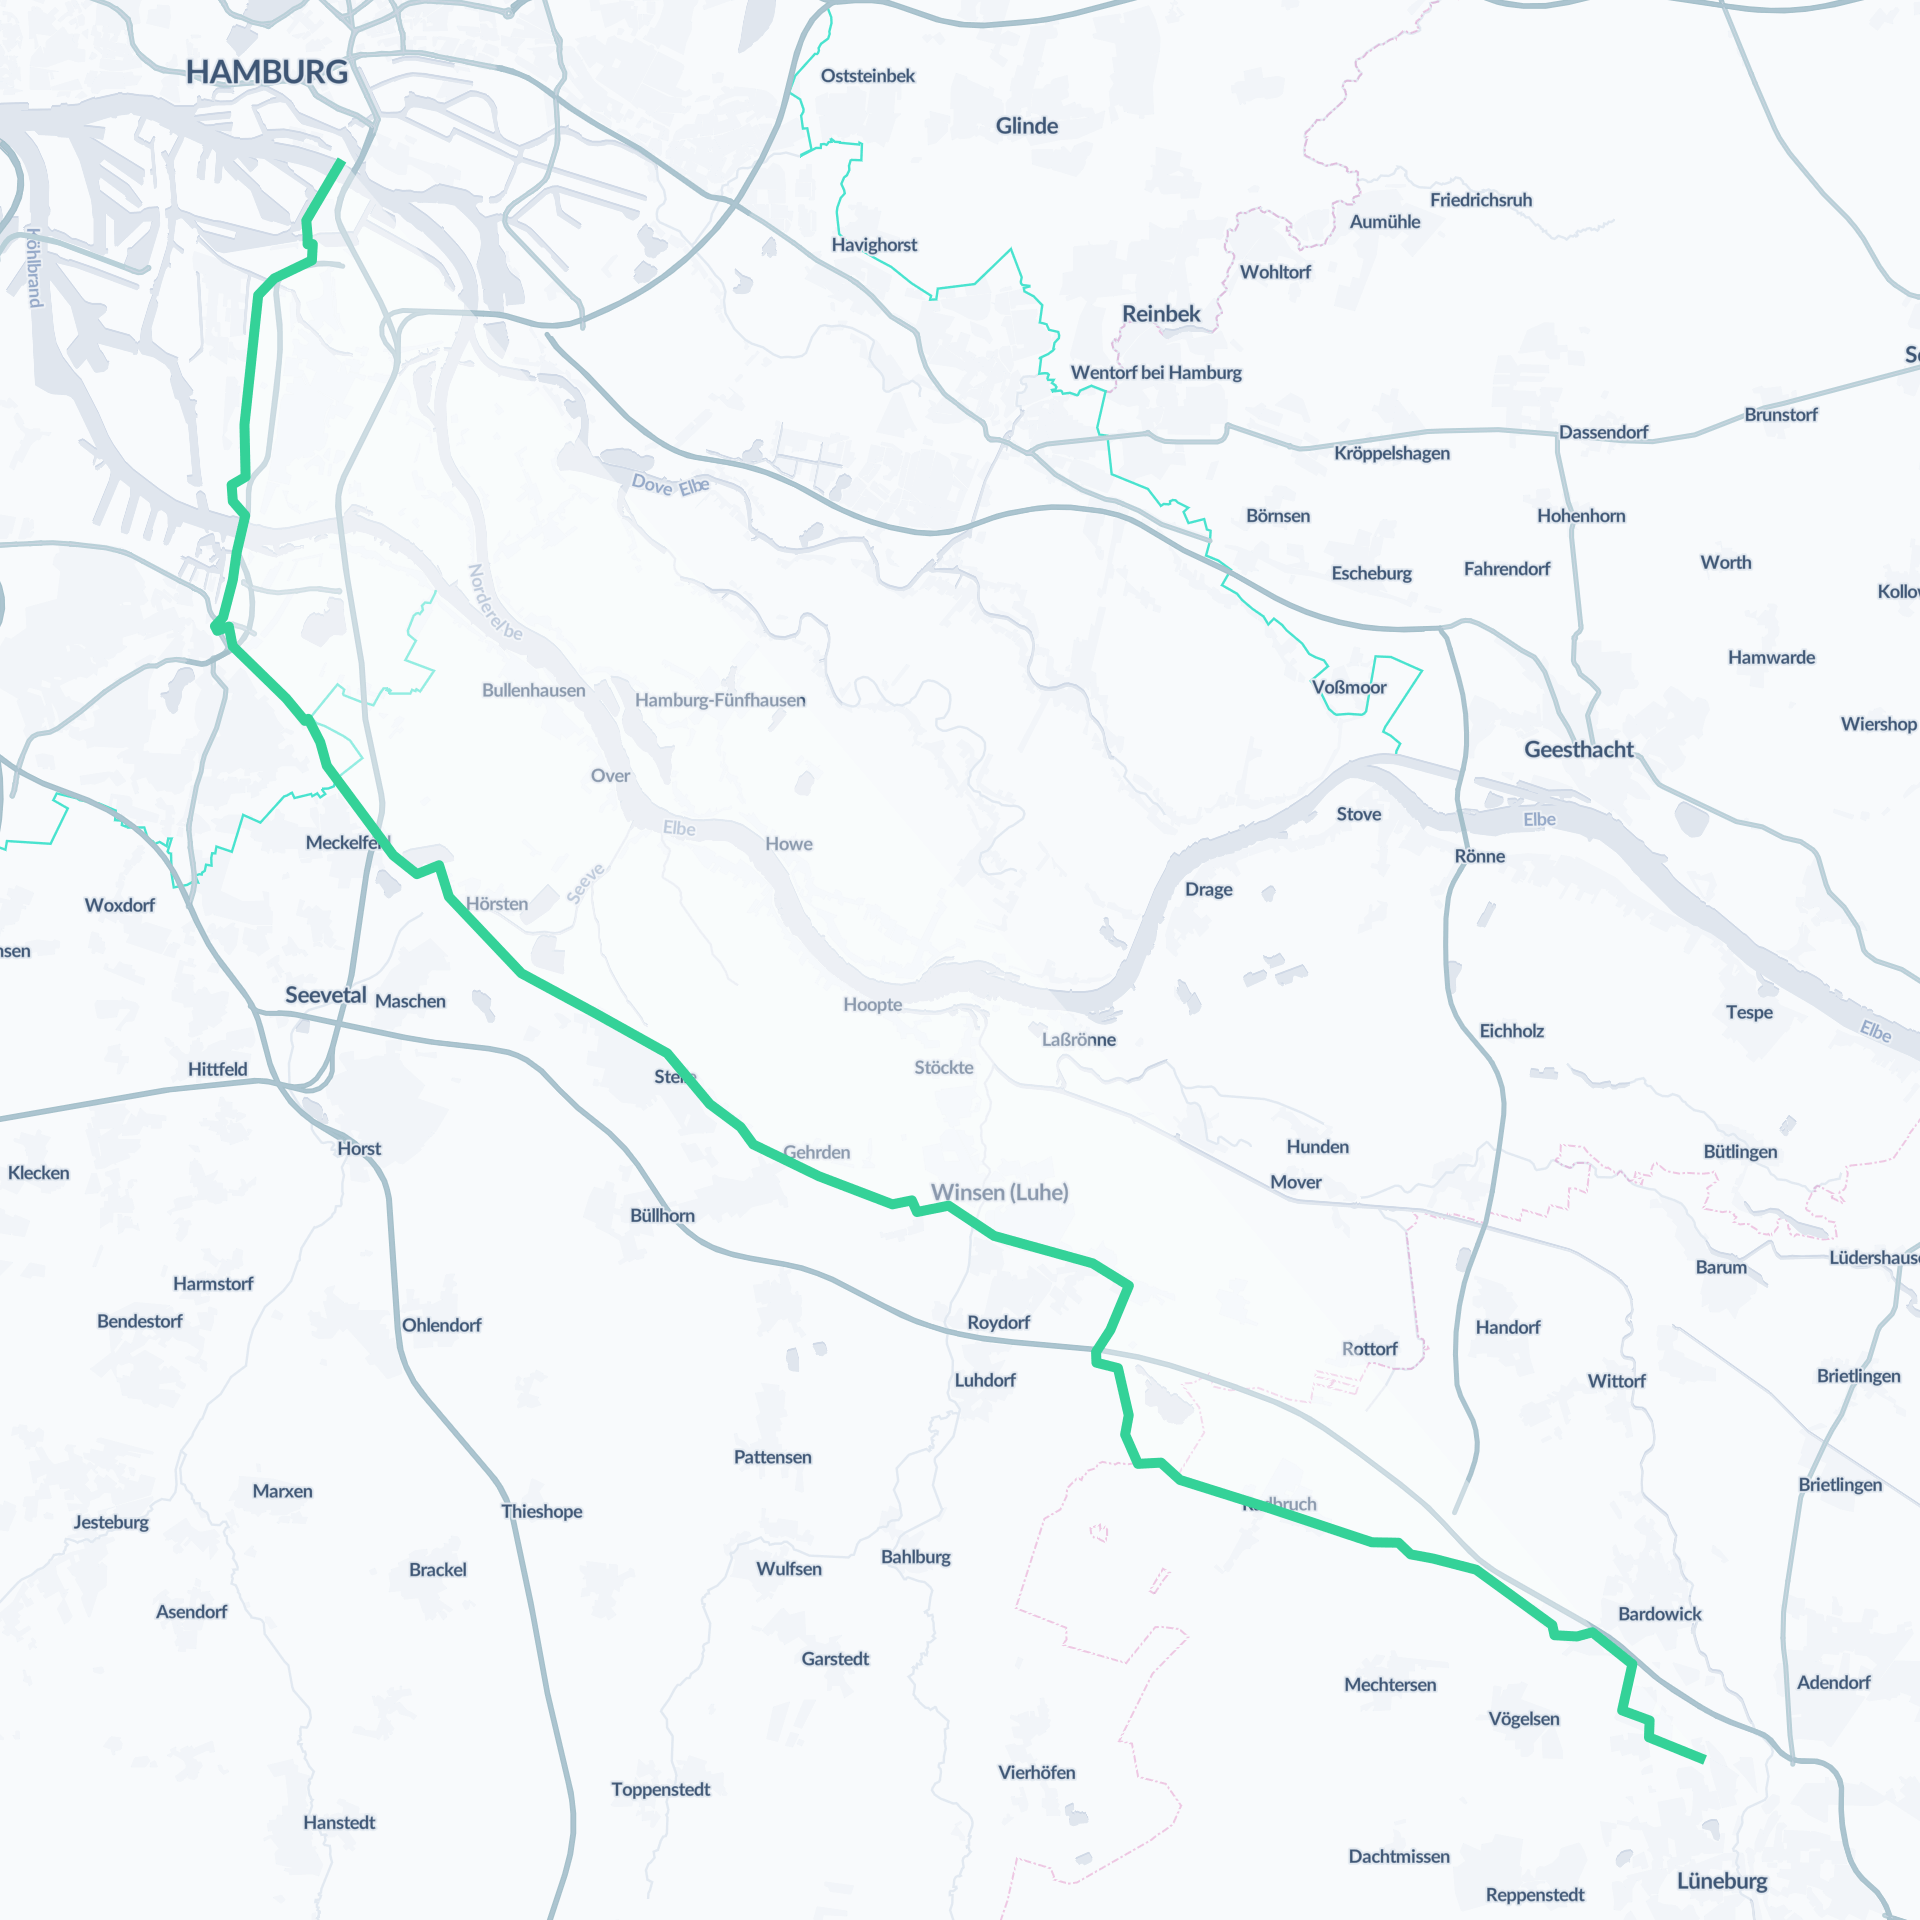 HAMBURG
Oststeinbek
Glinde
Friedrichsruh
Aumühle
Köhlbrand
Havighorst
Wohltorf
Reinbek
Wentorf bei Hamburg
Brunstorf
Dassendorf
Kröppelshagen
Dove Elbe
Börnsen
Hohenhorn
Worth
Escheburg
Fahrendorf
Norderelbe
Hamwarde
Bullenhausen
Hamburg-Fünfhausen
Voßmoor
Wiershop
Geesthacht
Over
Stove
Elbe
Elbe
Meckelfeld
Howe
Rönne
Seeve
Drage
Woxdorf
Hörsten
Seevetal
Maschen
Hoopte
Tespe
Elbe
Eichholz
Laßrönne
Hittfeld
Stelle
Stöckte
Horst
Gehrden
Hunden
Bütlingen
Klecken
Mover
Winsen (Luhe)
Büllhorn
Barum
Harmstorf
Bendestorf
Ohlendorf
Roydorf
Handorf
Rottorf
Luhdorf
Wittorf
Brietlingen
Pattensen
Brietlingen
Marxen
Thieshope
Radbruch
Jesteburg
Bahlburg
Brackel
Wulfsen
Asendorf
Bardowick
Garstedt
Mechtersen
Adendorf
Vögelsen
Vierhöfen
Toppenstedt
Hanstedt
Dachtmissen
Lüneburg
Reppenstedt